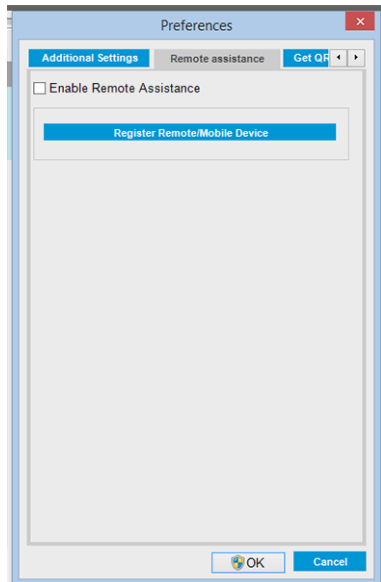 Preferences
Additional Settings Remote assistance Get QR
Enable Remote Assistance
Register Remote/Mobile Device
OK Cancel